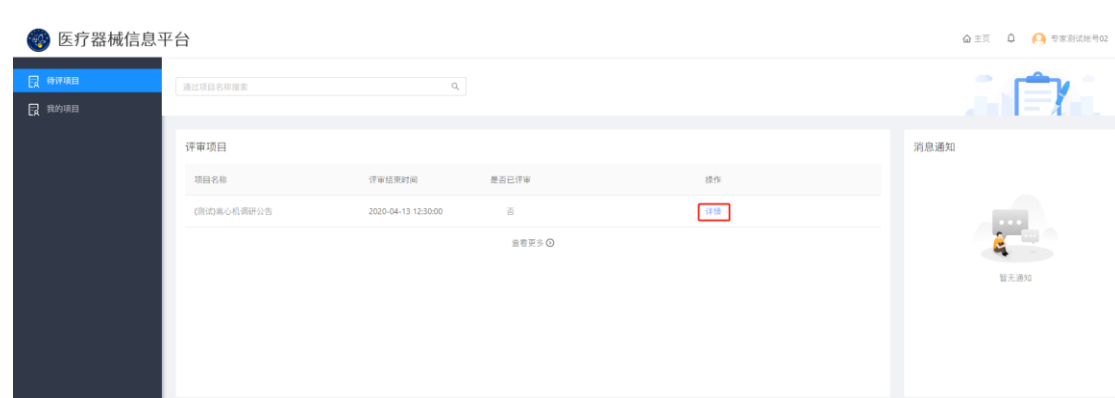 医疗器械信息平台
主页
专家测试帐号02
待评项目
我的项目
通过项目名称搜索
评审项目
项目名称 评审结束时间 是否已评审 操作
(测试)离心机调研公告 2020-04-13 12:30:00 否 详情
查看更多
消息通知
暂无通知